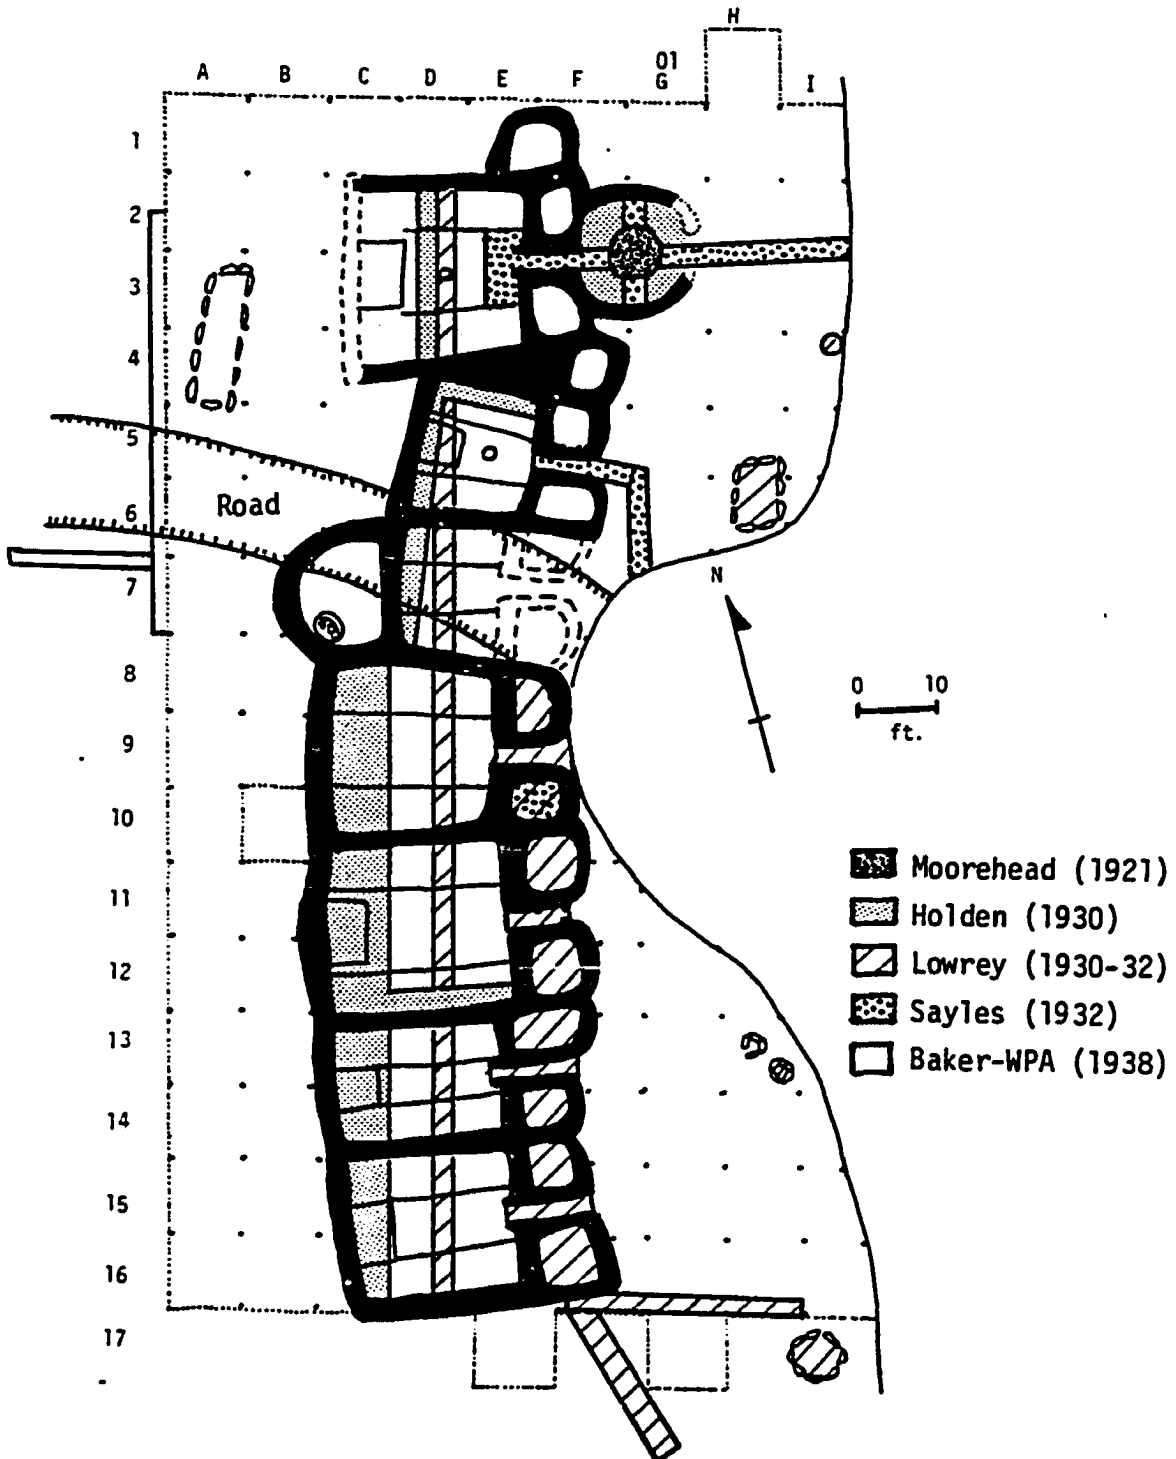 H
A B C D E F 01 G I
1
2
3
4
5
Road
6
7
N
8
0 10
ft.
9
10
Moorehead (1921)
11
Holden (1930)
12
Lowrey (1930-32)
Sayles (1932)
13
Baker-WPA (1938)
14
15
16
17